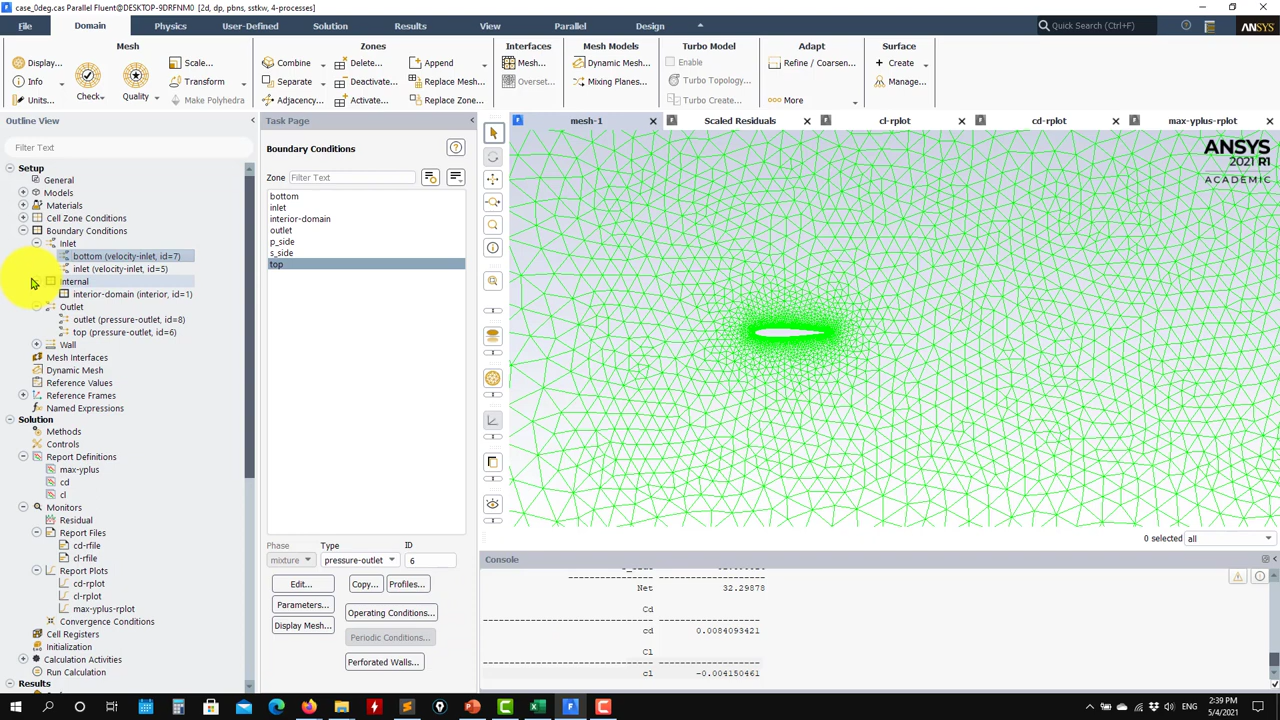 case_0deg.cas Parallel Fluent@DESKTOP-9DRFNM0 [2d, dp, pbns, sstkw, 4-processes]
File Domain Physics User-Defined Solution Results View Parallel Design Quick Search (Ctrl+F) ANSYS
Mesh Zones Interfaces Mesh Models Turbo Model Adapt Surface
Display... Scale... Combine Delete... Append Mesh... Dynamic Mesh... Enable Refine / Coarsen... Create
Info Check Quality Transform Separate Deactivate... Replace Mesh... Overset... Mixing Planes... Turbo Topology... Manage...
Units... Make Polyhedra Adjacency... Activate... Replace Zone... Turbo Create... More
Outline View Task Page mesh-1 Scaled Residuals cl-rplot cd-rplot max-yplus-rplot
Filter Text
Setup
General
Models
Materials
Cell Zone Conditions
Boundary Conditions
Inlet
bottom (velocity-inlet, id=7)
inlet (velocity-inlet, id=5)
Internal
interior-domain (interior, id=1)
Outlet
outlet (pressure-outlet, id=8)
top (pressure-outlet, id=6)
Wall
Mesh Interfaces
Dynamic Mesh
Reference Values
Reference Frames
Named Expressions
Solution
Methods
Controls
Report Definitions
max-yplus
cd
cl
Monitors
Residual
Report Files
cd-rfile
cl-rfile
Report Plots
cd-rplot
cl-rplot
max-yplus-rplot
Convergence Conditions
Cell Registers
Initialization
Calculation Activities
Run Calculation
Results
Boundary Conditions
Zone Filter Text
bottom
inlet
interior-domain
outlet
p_side
s_side
top
Phase Type ID
mixture pressure-outlet 6
Edit... Copy... Profiles...
Parameters... Operating Conditions...
Display Mesh... Periodic Conditions...
Perforated Walls...
ANSYS
2021 R1
ACADEMIC
0 selected all
Console
Net 32.29878
Cd
cd 0.0084093421
Cl
cl -0.004150461
ENG 2:39 PM
5/4/2021